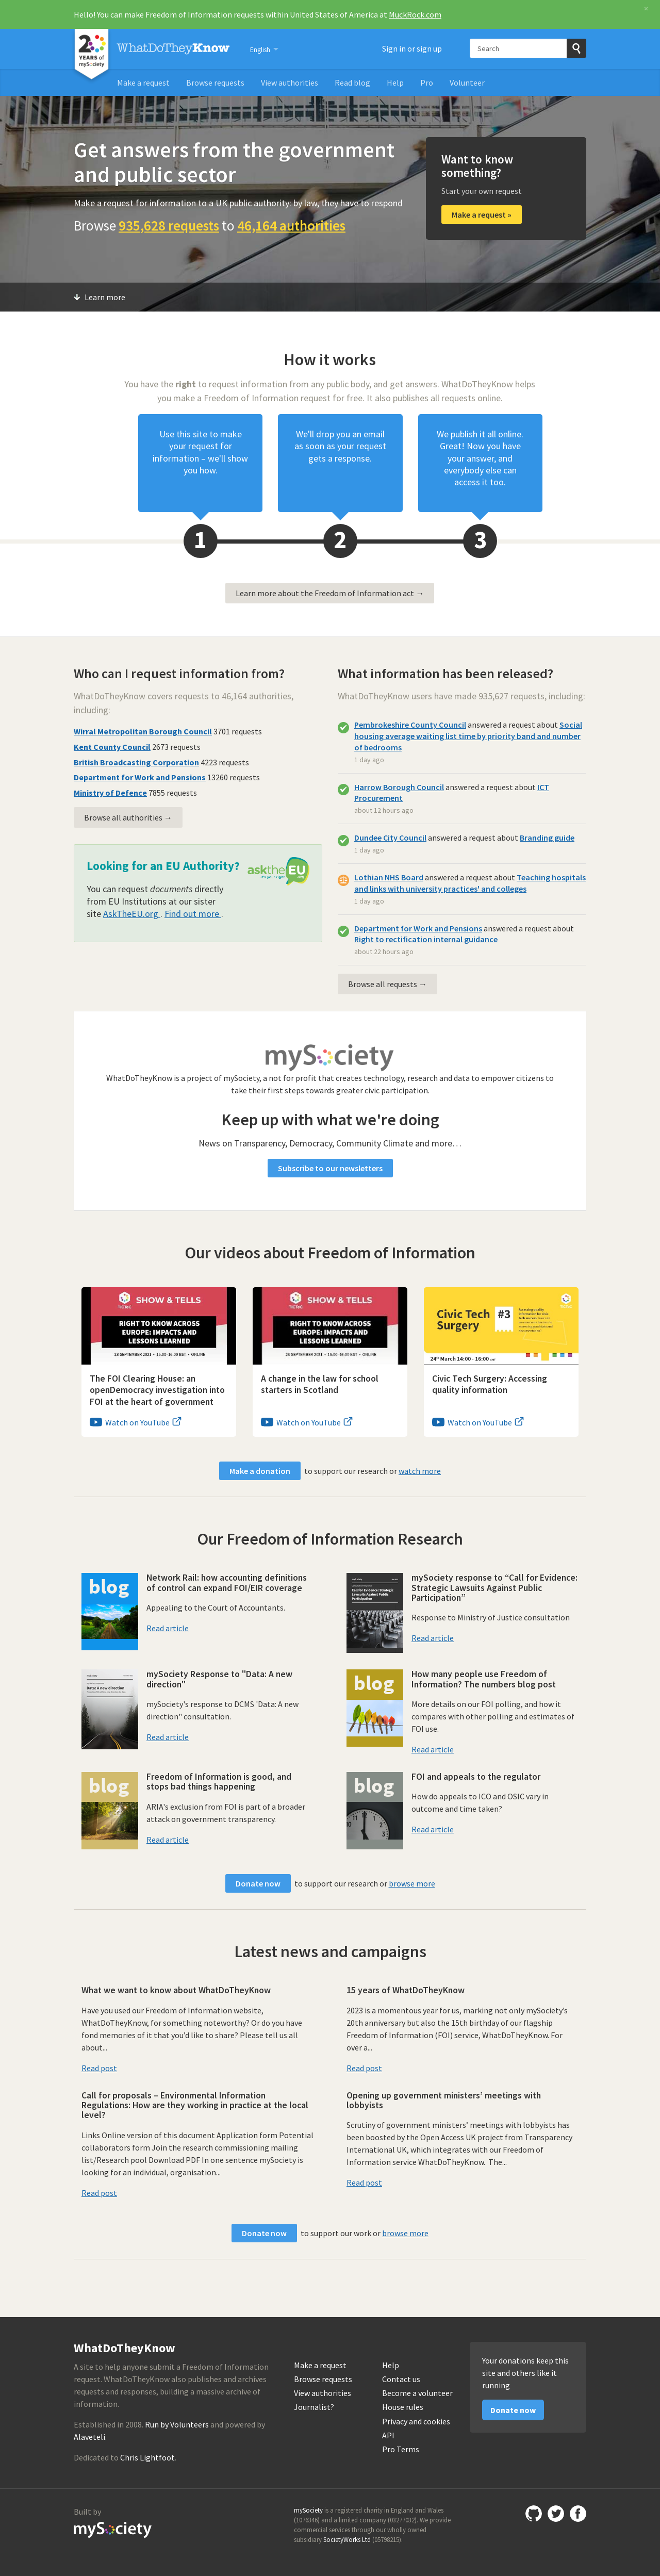 Hello! You can make Freedom of Information requests within United States of America at MuckRock.com
×
20
YEARS of
mySociety
WhatDoTheyKnow
English
Sign in or sign up
Search
Make a request
Browse requests
View authorities
Read blog
Help
Pro
Volunteer
Get answers from the government
and public sector
Make a request for information to a UK public authority: by law, they have to respond
Browse 935,628 requests to 46,164 authorities
Want to know
something?
Start your own request
Make a request »
Learn more
How it works
You have the right to request information from any public body, and get answers. WhatDoTheyKnow helps
you make a Freedom of Information request for free. It also publishes all requests online.
Use this site to make
your request for
information – we'll show
you how.
We'll drop you an email
as soon as your request
gets a response.
We publish it all online.
Great! Now you have
your answer, and
everybody else can
access it too.
1
2
3
Learn more about the Freedom of Information act →
Who can I request information from?
WhatDoTheyKnow covers requests to 46,164 authorities,
including:
Wirral Metropolitan Borough Council 3701 requests
Kent County Council 2673 requests
British Broadcasting Corporation 4223 requests
Department for Work and Pensions 13260 requests
Ministry of Defence 7855 requests
Browse all authorities →
Looking for an EU Authority?
asktheEU
it's your right
You can request documents directly
from EU Institutions at our sister
site AskTheEU.org . Find out more .
What information has been released?
WhatDoTheyKnow users have made 935,627 requests, including:
Pembrokeshire County Council answered a request about Social
housing average waiting list time by priority band and number
of bedrooms
1 day ago
Harrow Borough Council answered a request about ICT
Procurement
about 12 hours ago
Dundee City Council answered a request about Branding guide
1 day ago
Lothian NHS Board answered a request about Teaching hospitals
and links with university practices' and colleges
1 day ago
Department for Work and Pensions answered a request about
Right to rectification internal guidance
about 22 hours ago
Browse all requests →
mySociety
WhatDoTheyKnow is a project of mySociety, a not for profit that creates technology, research and data to empower citizens to
take their first steps towards greater civic participation.
Keep up with what we're doing
News on Transparency, Democracy, Community Climate and more…
Subscribe to our newsletters
Our videos about Freedom of Information
TICTeC
SHOW & TELLS
RIGHT TO KNOW ACROSS
EUROPE: IMPACTS AND
LESSONS LEARNED
The FOI Clearing House: an
openDemocracy investigation into
FOI at the heart of government
Watch on YouTube
TICTeC
SHOW & TELLS
RIGHT TO KNOW ACROSS
EUROPE: IMPACTS AND
LESSONS LEARNED
A change in the law for school
starters in Scotland
Watch on YouTube
Civic Tech
Surgery
#3
24th March 14:00 - 16:00
Civic Tech Surgery: Accessing
quality information
Watch on YouTube
Make a donation to support our research or watch more
Our Freedom of Information Research
blog
Network Rail: how accounting definitions
of control can expand FOI/EIR coverage
Appealing to the Court of Accountants.
Read article
mySociety response to “Call for Evidence:
Strategic Lawsuits Against Public
Participation”
Response to Ministry of Justice consultation
Read article
Data: A new direction
mySociety Response to "Data: A new
direction"
mySociety's response to DCMS 'Data: A new
direction" consultation.
Read article
blog
How many people use Freedom of
Information? The numbers blog post
More details on our FOI polling, and how it
compares with other polling and estimates of
FOI use.
Read article
blog
Freedom of Information is good, and
stops bad things happening
ARIA's exclusion from FOI is part of a broader
attack on government transparency.
Read article
blog
FOI and appeals to the regulator
How do appeals to ICO and OSIC vary in
outcome and time taken?
Read article
Donate now to support our research or browse more
Latest news and campaigns
What we want to know about WhatDoTheyKnow
Have you used our Freedom of Information website,
WhatDoTheyKnow, for something noteworthy? Or do you have
fond memories of it that you'd like to share? Please tell us all
about...
Read post
15 years of WhatDoTheyKnow
2023 is a momentous year for us, marking not only mySociety's
20th anniversary but also the 15th birthday of our flagship
Freedom of Information (FOI) service, WhatDoTheyKnow. For
over a...
Read post
Call for proposals – Environmental Information
Regulations: How are they working in practice at the local
level?
Links Online version of this document Application form Potential
collaborators form Join the research commissioning mailing
list/Research pool Download PDF In one sentence mySociety is
looking for an individual, organisation...
Read post
Opening up government ministers' meetings with
lobbyists
Scrutiny of government ministers' meetings with lobbyists has
been boosted by the Open Access UK project from Transparency
International UK, which integrates with our Freedom of
Information service WhatDoTheyKnow.  The...
Read post
Donate now to support our work or browse more
WhatDoTheyKnow
A site to help anyone submit a Freedom of Information
request. WhatDoTheyKnow also publishes and archives
requests and responses, building a massive archive of
information.
Established in 2008. Run by Volunteers and powered by
Alaveteli.
Dedicated to Chris Lightfoot.
Make a request
Browse requests
View authorities
Journalist?
Help
Contact us
Become a volunteer
House rules
Privacy and cookies
API
Pro Terms
Your donations keep this
site and others like it
running
Donate now
Built by
mySociety
mySociety is a registered charity in England and Wales
(1076346) and a limited company (03277032). We provide
commercial services through our wholly owned
subsidiary SocietyWorks Ltd (05798215).